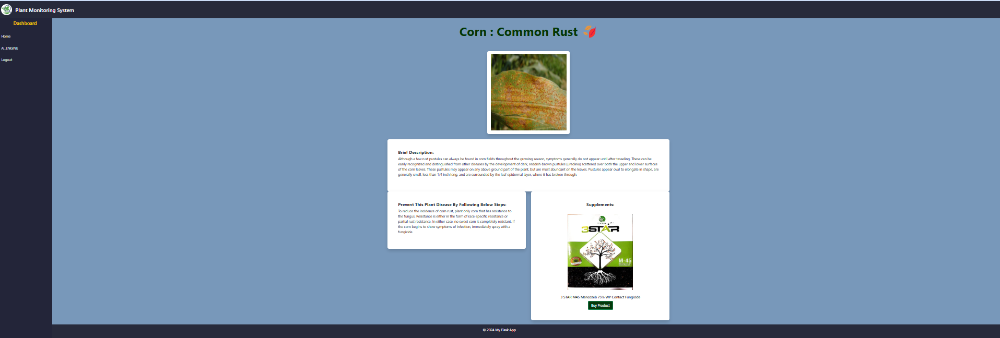 Plant Monitoring System
Dashboard
Home
AI_ENGINE
Logout
Corn : Common Rust
Brief Description:
Although a few rust pustules can always be found in corn fields throughout the growing season, symptoms generally do not appear until after tasseling. These can be
easily recognized and distinguished from other diseases by the development of dark, reddish-brown pustules (uredinia) scattered over both the upper and lower surfaces
of the corn leaves. These pustules may appear on any above ground part of the plant, but are most abundant on the leaves. Pustules appear oval to elongate in shape, are
generally small, less than 1/4 inch long, and are surrounded by the leaf epidermal layer, where it has broken through.
Prevent This Plant Disease By Following Below Steps:
To reduce the incidence of corn rust, plant only corn that has resistance to
the fungus. Resistance is either in the form of race-specific resistance or
partial rust resistance. In either case, no sweet corn is completely resistant. If
the corn begins to show symptoms of infection, immediately spray with a
fungicide.
Supplements:
3STAR
M-45
3 STAR M45 Mancozeb 75% WP Contact Fungicide
Buy Product
© 2024 My Flask App